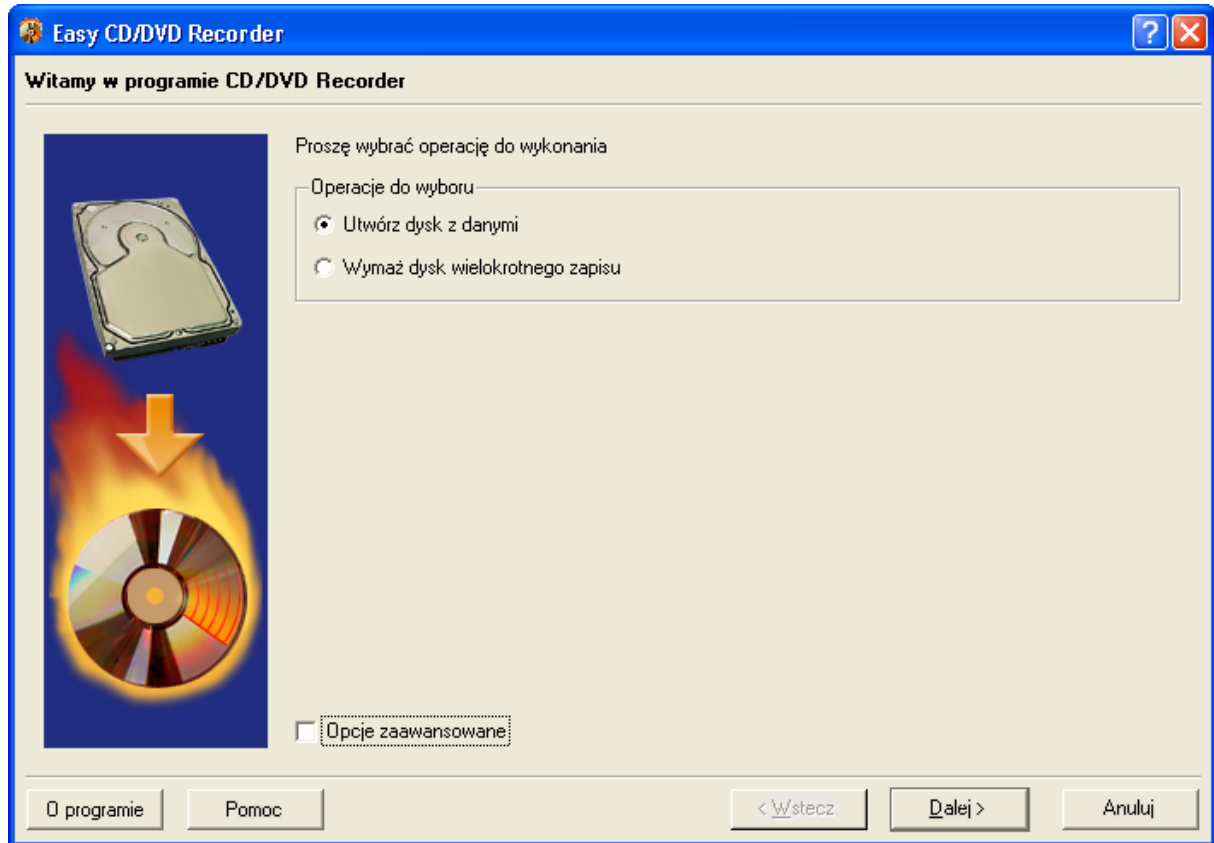 Easy CD/DVD Recorder
Witamy w programie CD/DVD Recorder
Proszę wybrać operację do wykonania
Operacje do wyboru
Utwórz dysk z danymi
Wymaż dysk wielokrotnego zapisu
Opcje zaawansowane
O programie Pomoc < Wstecz Dalej > Anuluj